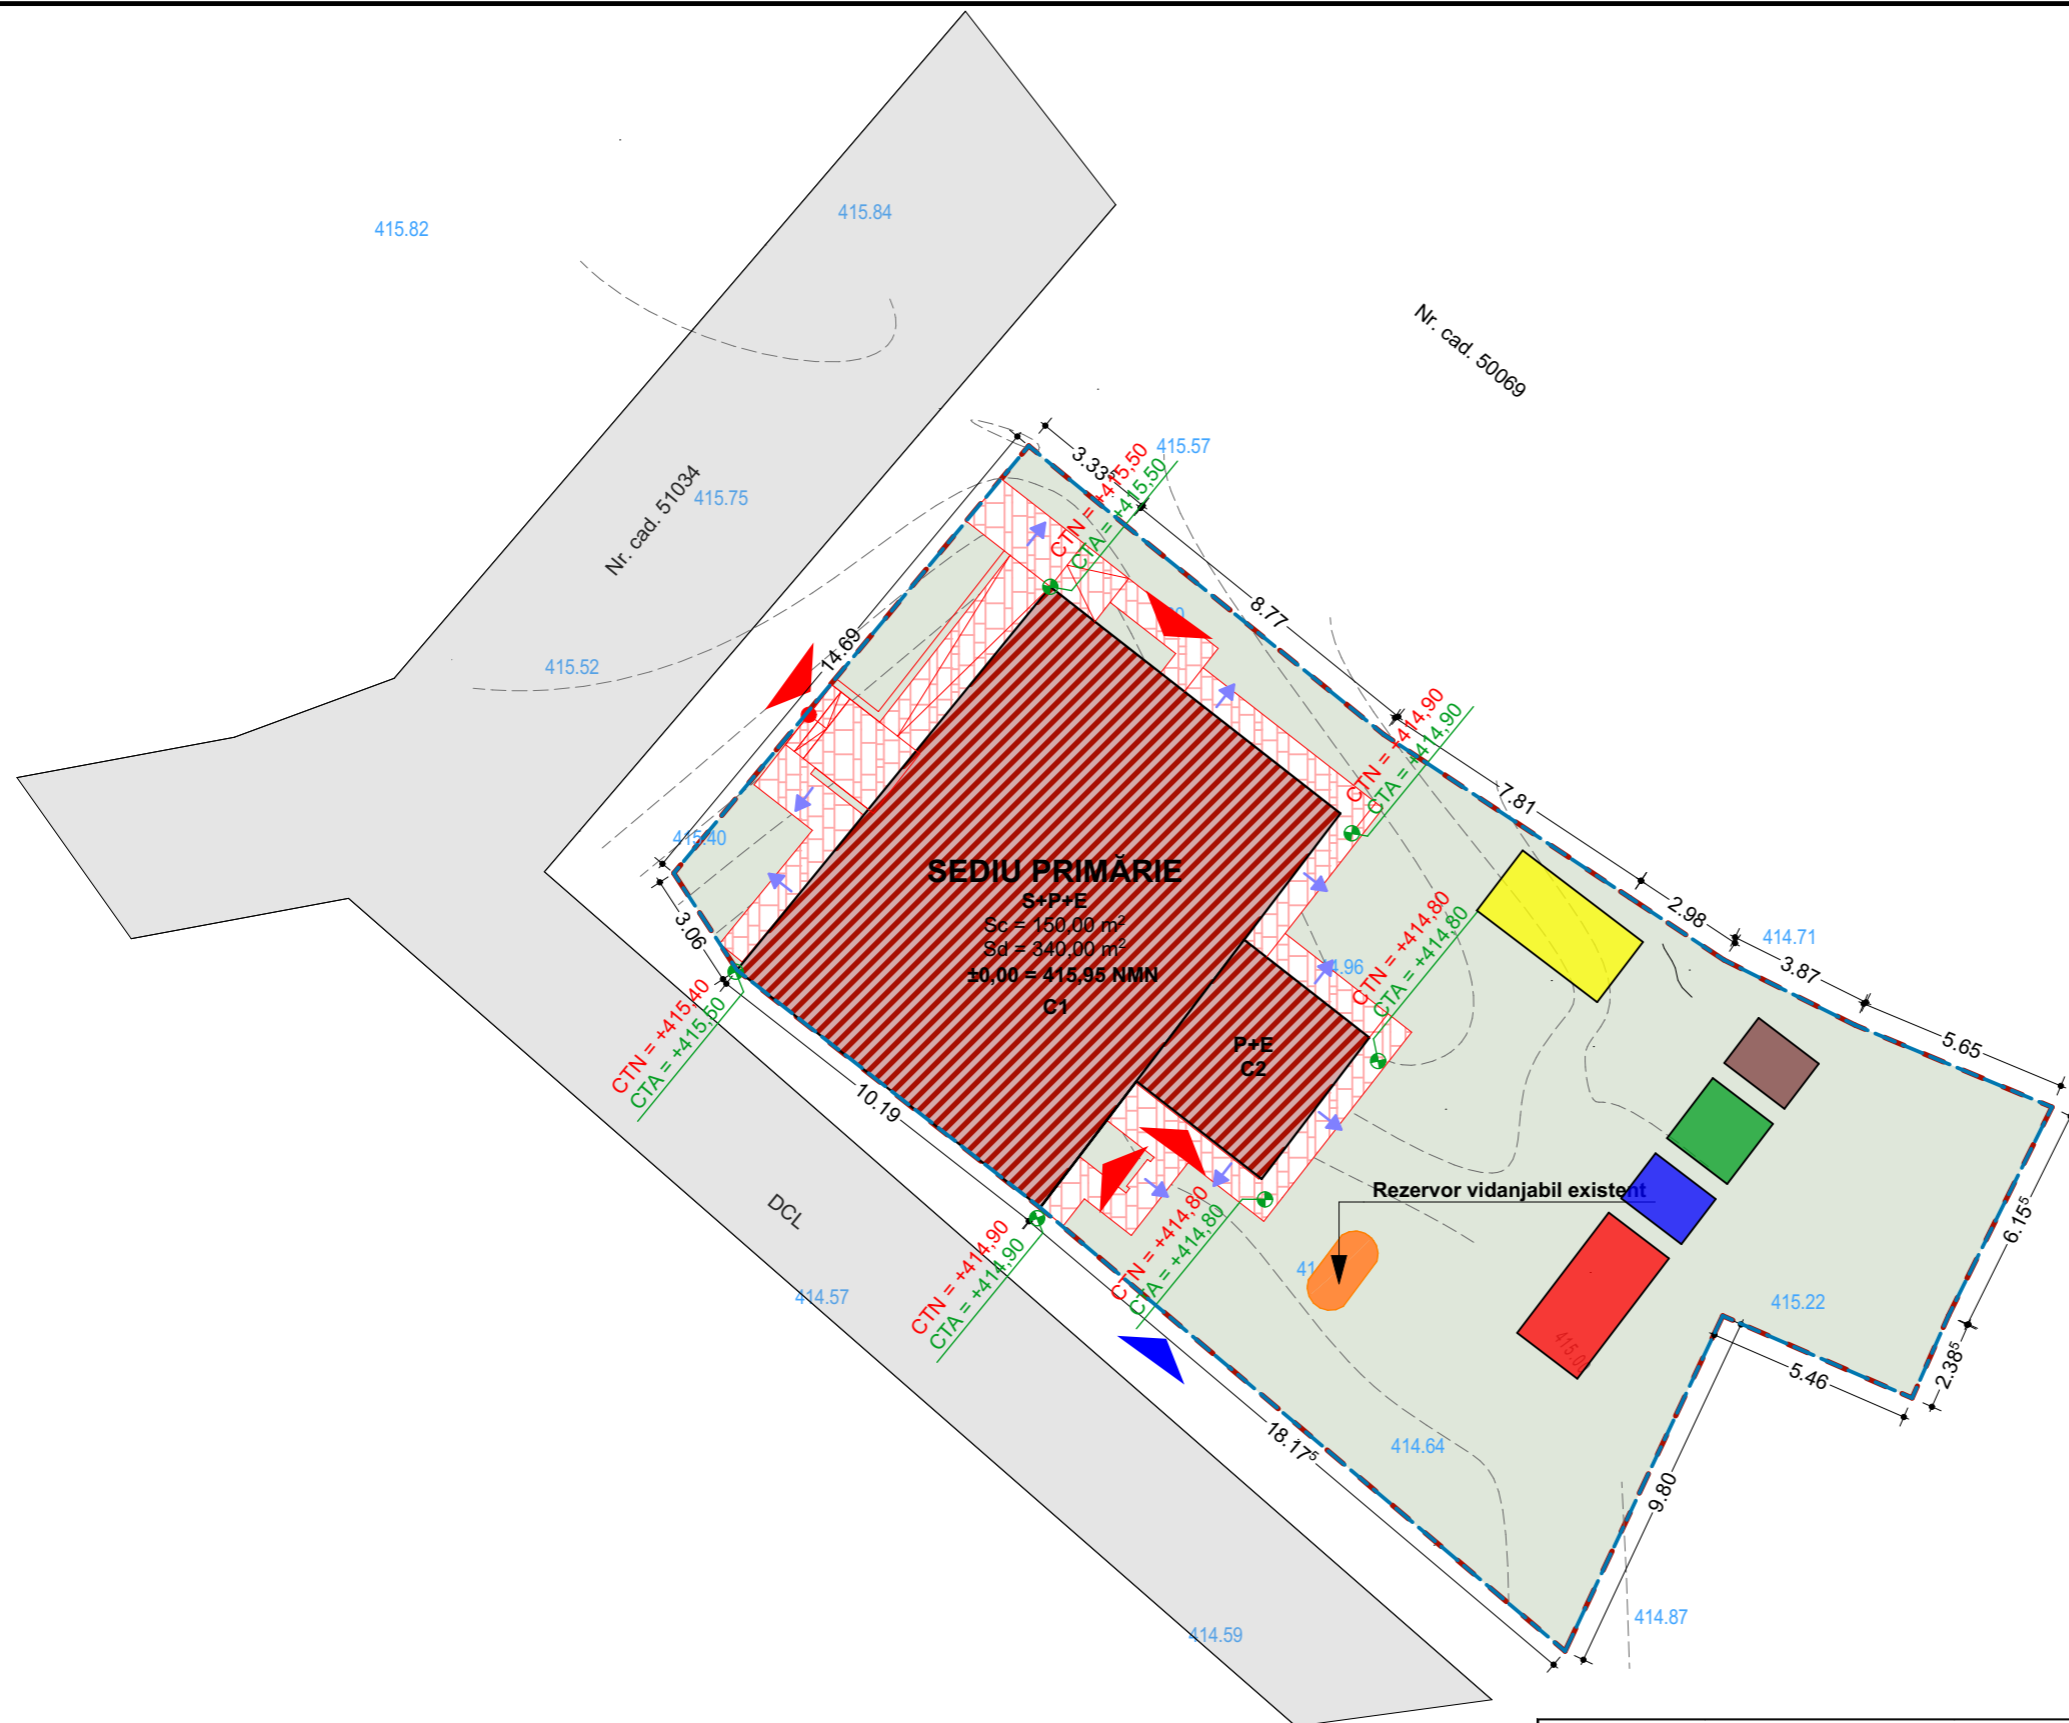 415.82
415.84
Nr. cad. 50069
Nr. cad. 51034
415.75
415.57
3.33
CTN = +415,50
CTA = +415,50
8.77
14.69
415.52
415.40
3.06
CTN = +414,90
CTA = +414,90
7.81
2.98
414.71
3.87
5.65
SEDIU PRIMĂRIE
S+P+E
Sc = 150,00 m²
Sd = 340,00 m²
±0,00 = 415,95 NMN
C1
CTN = +414,80
CTA = +414,80
P+E
C2
CTN = +415,40
CTA = +415,50
10.19
DCL
414.57
CTN = +414,90
CTA = +414,90
CTN = +414,80
CTA = +414,80
Rezervor vidanjabil existent
6.15⁵
415.22
2.38⁵
5.46
18.17⁵
414.64
9.80
414.87
414.59